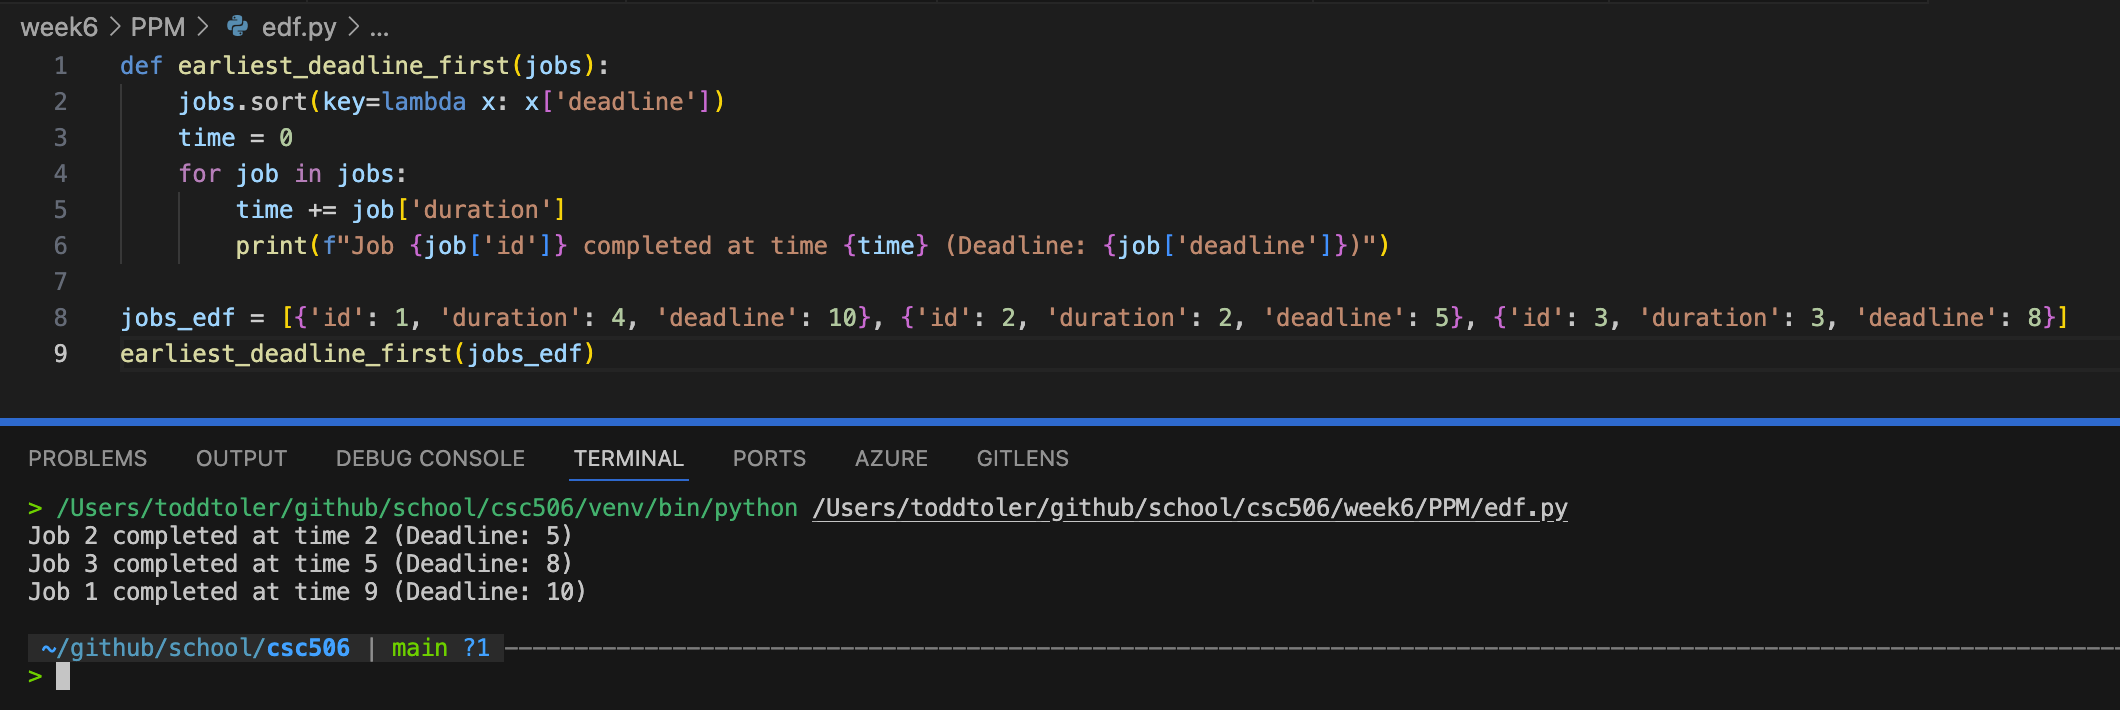 week6 > PPM > edf.py > ...
1 def earliest_deadline_first(jobs):
2     jobs.sort(key=lambda x: x['deadline'])
3     time = 0
4     for job in jobs:
5         time += job['duration']
6         print(f"Job {job['id']} completed at time {time} (Deadline: {job['deadline']})")
7
8 jobs_edf = [{'id': 1, 'duration': 4, 'deadline': 10}, {'id': 2, 'duration': 2, 'deadline': 5}, {'id': 3, 'duration': 3, 'deadline': 8}]
9 earliest_deadline_first(jobs_edf)
PROBLEMS OUTPUT DEBUG CONSOLE TERMINAL PORTS AZURE GITLENS
> /Users/toddtoler/github/school/csc506/venv/bin/python /Users/toddtoler/github/school/csc506/week6/PPM/edf.py
Job 2 completed at time 2 (Deadline: 5)
Job 3 completed at time 5 (Deadline: 8)
Job 1 completed at time 9 (Deadline: 10)
~/github/school/csc506 | main ?1
>